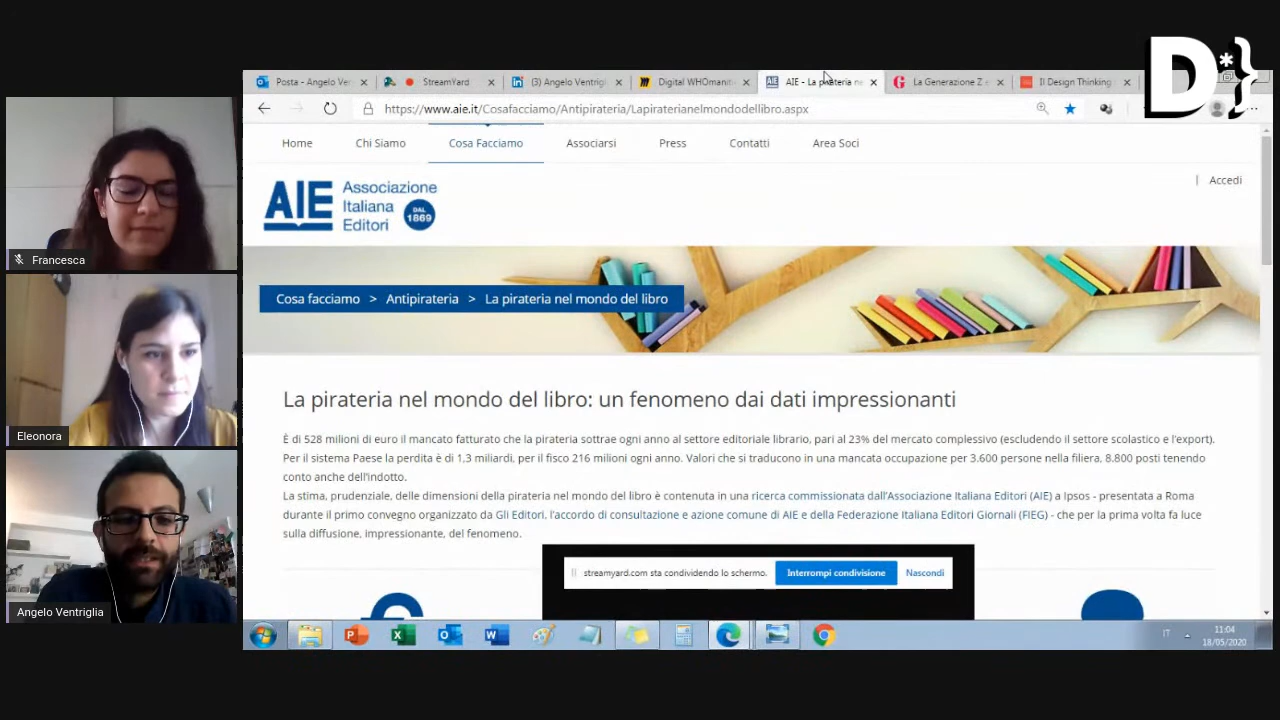 D*}
Posta - Angelo Ve
StreamYard
(3) Angelo Ventrigl
Digital WHOmanit
AIE - La pirateria ne
La Generazione Z e
Il Design Thinking
https://www.aie.it/Cosafacciamo/Antipirateria/Lapiraterianelmondodellibro.aspx
Home
Chi Siamo
Cosa Facciamo
Associarsi
Press
Contatti
Area Soci
| Accedi
AIE
Associazione
Italiana
Editori
DAL
1869
Cosa facciamo > Antipirateria > La pirateria nel mondo del libro
La pirateria nel mondo del libro: un fenomeno dai dati impressionanti
È di 528 milioni di euro il mancato fatturato che la pirateria sottrae ogni anno al settore editoriale librario, pari al 23% del mercato complessivo (escludendo il settore scolastico e l'export).
Per il sistema Paese la perdita è di 1,3 miliardi, per il fisco 216 milioni ogni anno. Valori che si traducono in una mancata occupazione per 3.600 persone nella filiera, 8.800 posti tenendo
conto anche dell'indotto.
La stima, prudenziale, delle dimensioni della pirateria nel mondo del libro è contenuta in una ricerca commissionata dall'Associazione Italiana Editori (AIE) a Ipsos - presentata a Roma
durante il primo convegno organizzato da Gli Editori, l'accordo di consultazione e azione comune di AIE e della Federazione Italiana Editori Giornali (FIEG) - che per la prima volta fa luce
sulla diffusione, impressionante, del fenomeno.
streamyard.com sta condividendo lo schermo.
Interrompi condivisione
Nascondi
IT
11:04
18/05/2020
Francesca
Eleonora
Angelo Ventriglia